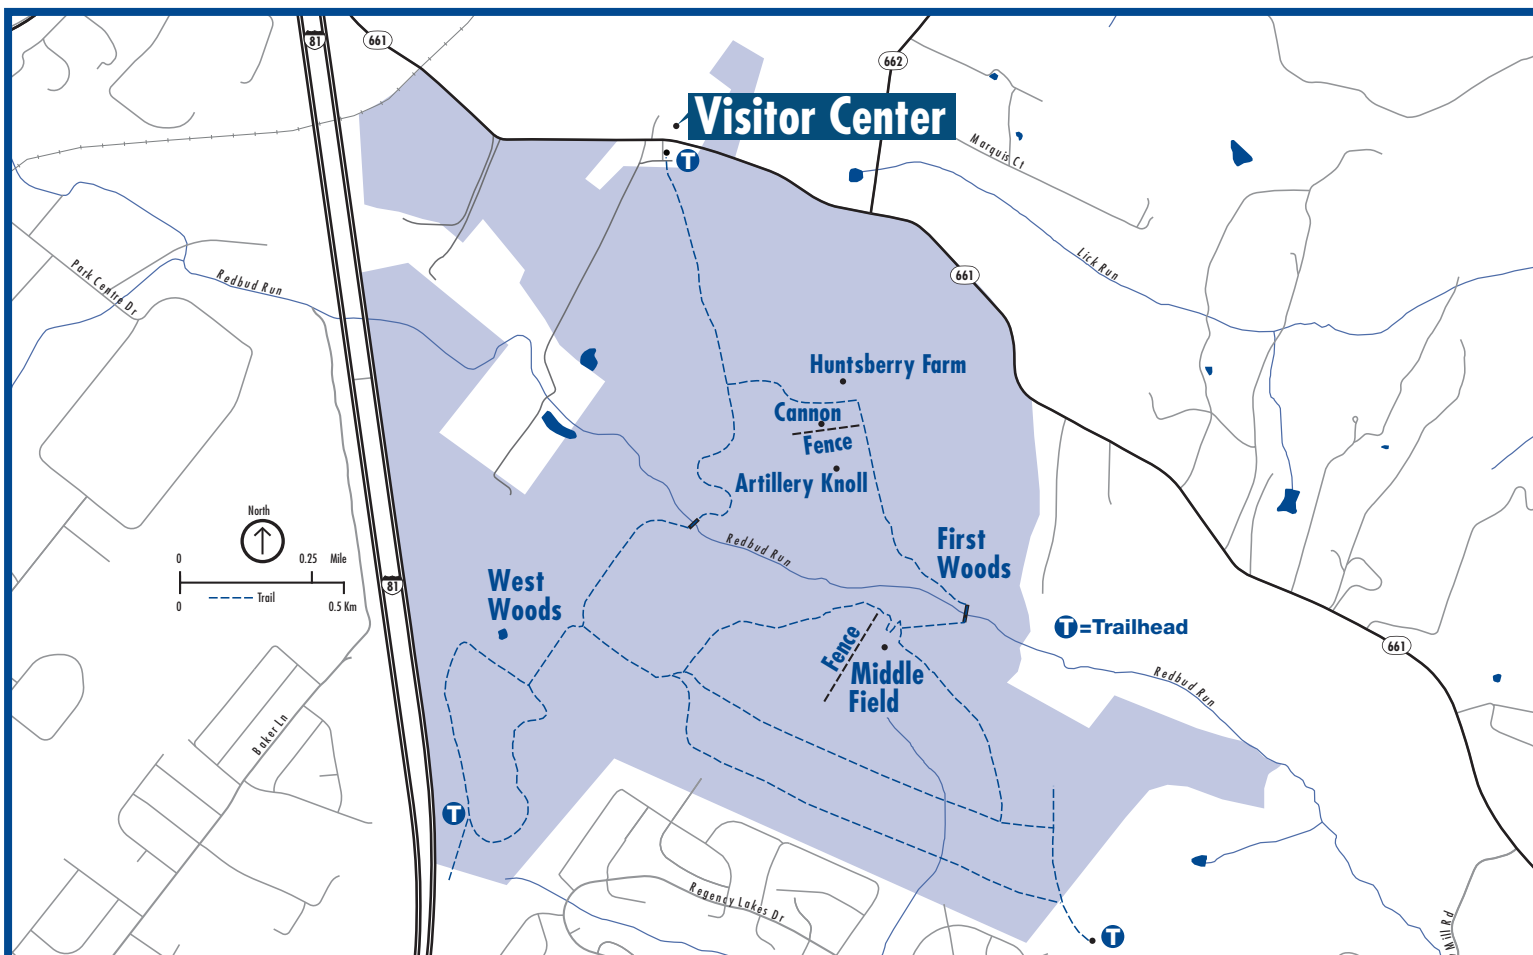 81
661
662
Visitor Center
T
Marquis Ct
Lick Run
Park Centre Dr
Redbud Run
661
Huntsberry Farm
Cannon
Fence
Artillery Knoll
North
0
0.25
Mile
0
Trail
0.5 Km
81
Redbud Run
First
Woods
West
Woods
T=Trailhead
Fence
Middle
Field
661
Redbud Run
Baker Ln
T
Regency Lakes Dr
T
Mill Rd